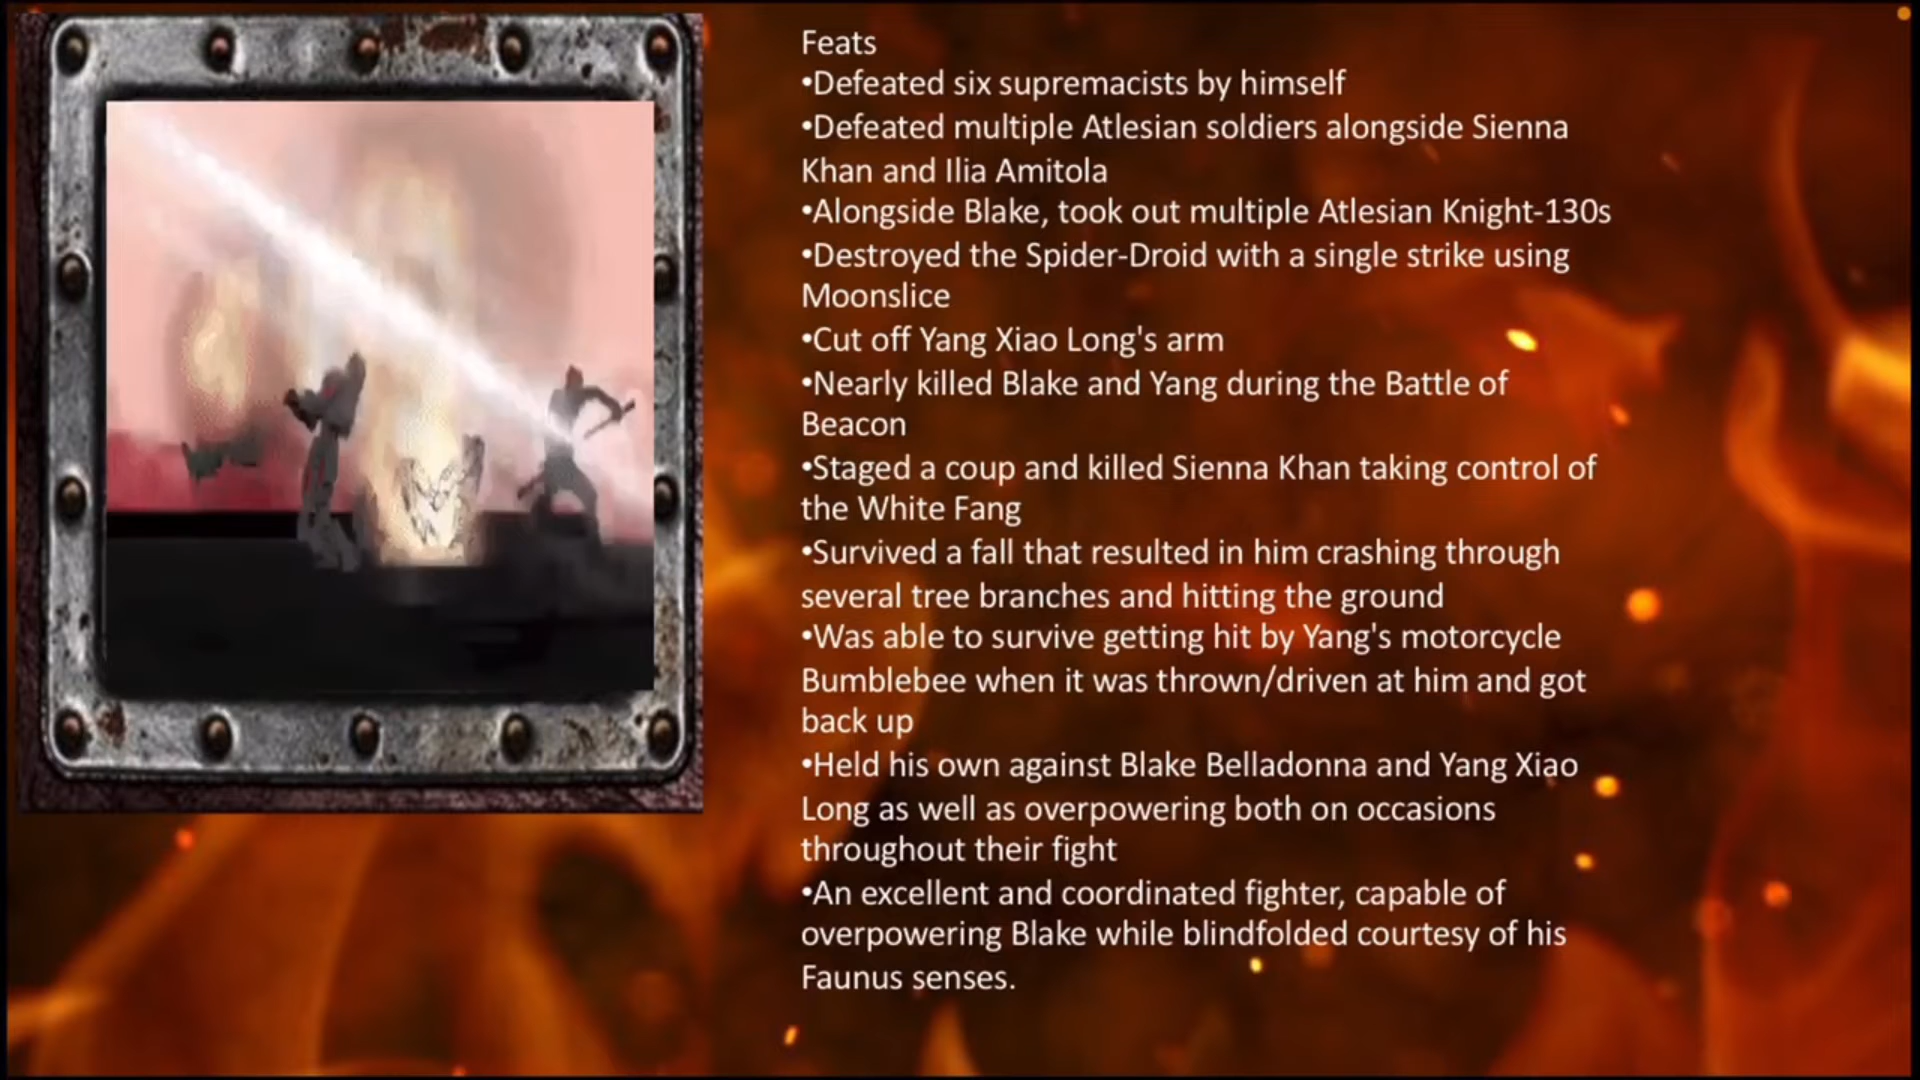 Feats
•Defeated six supremacists by himself
•Defeated multiple Atlesian soldiers alongside Sienna
Khan and Ilia Amitola
•Alongside Blake, took out multiple Atlesian Knight-130s
•Destroyed the Spider-Droid with a single strike using
Moonslice
•Cut off Yang Xiao Long's arm
•Nearly killed Blake and Yang during the Battle of
Beacon
•Staged a coup and killed Sienna Khan taking control of
the White Fang
•Survived a fall that resulted in him crashing through
several tree branches and hitting the ground
•Was able to survive getting hit by Yang's motorcycle
Bumblebee when it was thrown/driven at him and got
back up
•Held his own against Blake Belladonna and Yang Xiao
Long as well as overpowering both on occasions
throughout their fight
•An excellent and coordinated fighter, capable of
overpowering Blake while blindfolded courtesy of his
Faunus senses.